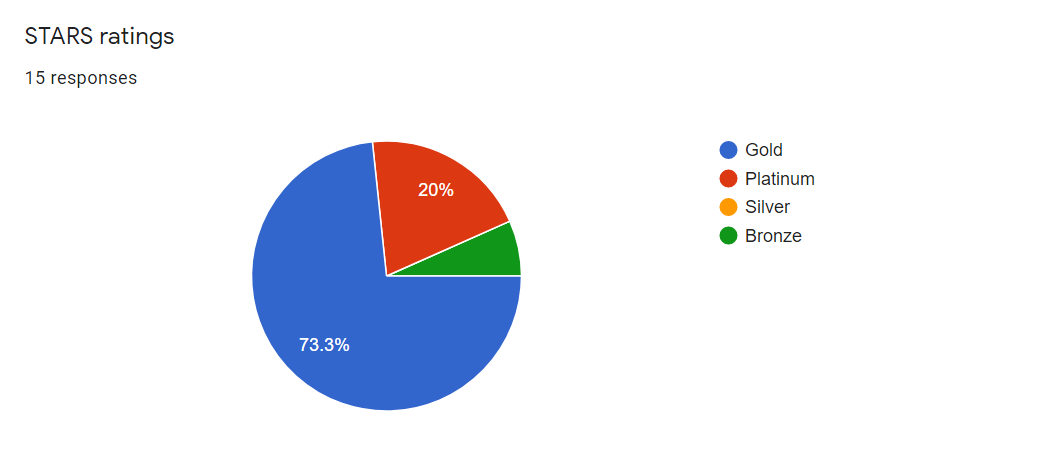 STARS ratings
15 responses
20%
73.3%
Gold
Platinum
Silver
Bronze